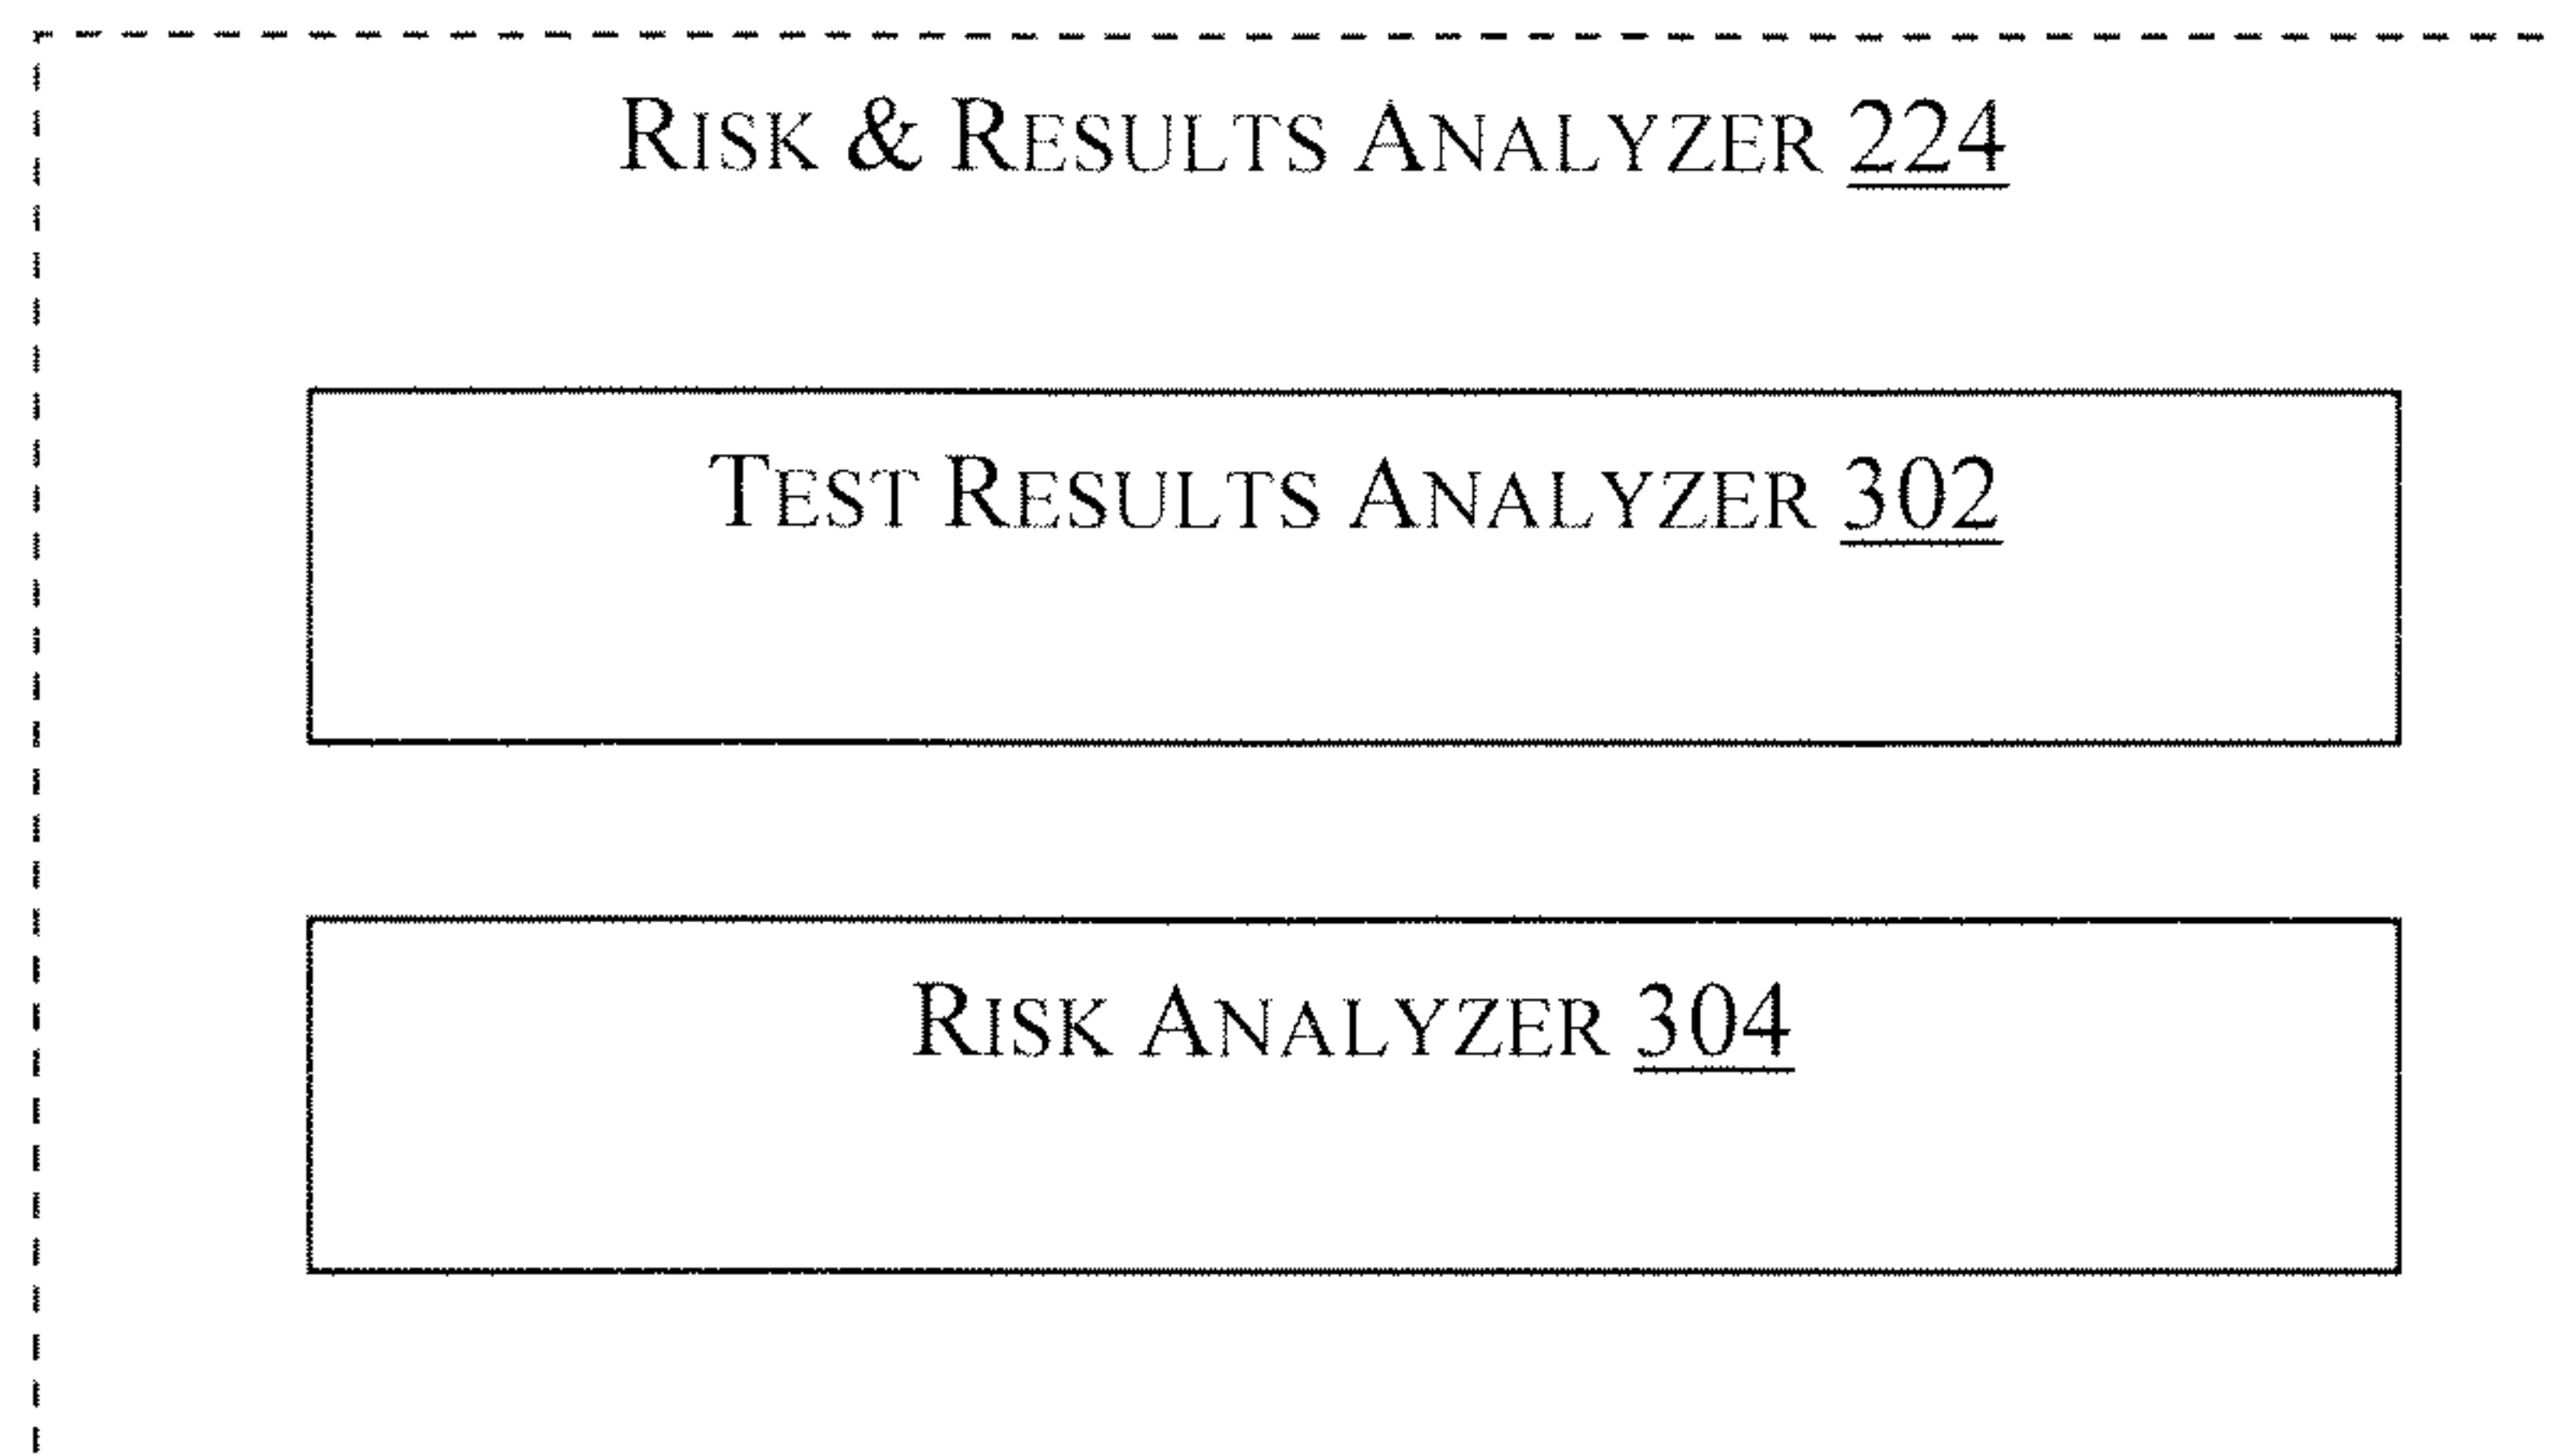 RISK & RESULTS ANALYZER 224
TEST RESULTS ANALYZER 302
RISK ANALYZER 304